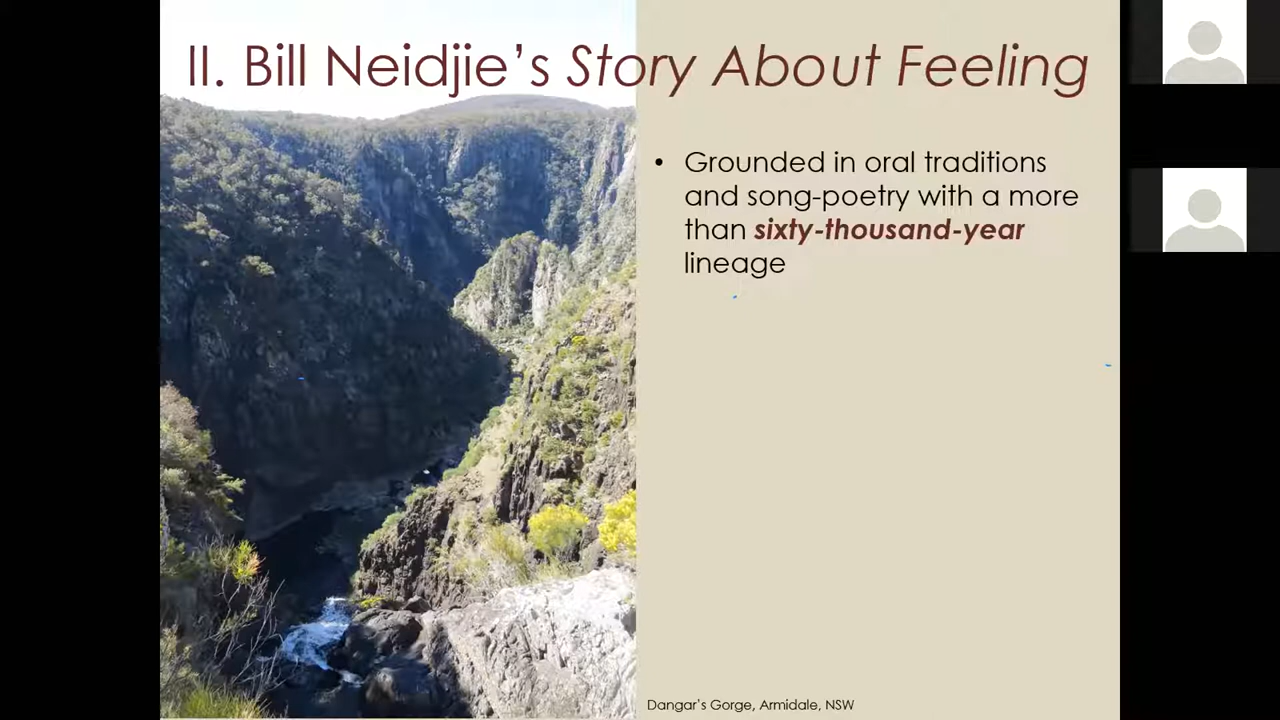 II. Bill Neidjie’s Story About Feeling
• Grounded in oral traditions
and song-poetry with a more
than sixty-thousand-year
lineage
Dangar’s Gorge, Armidale, NSW